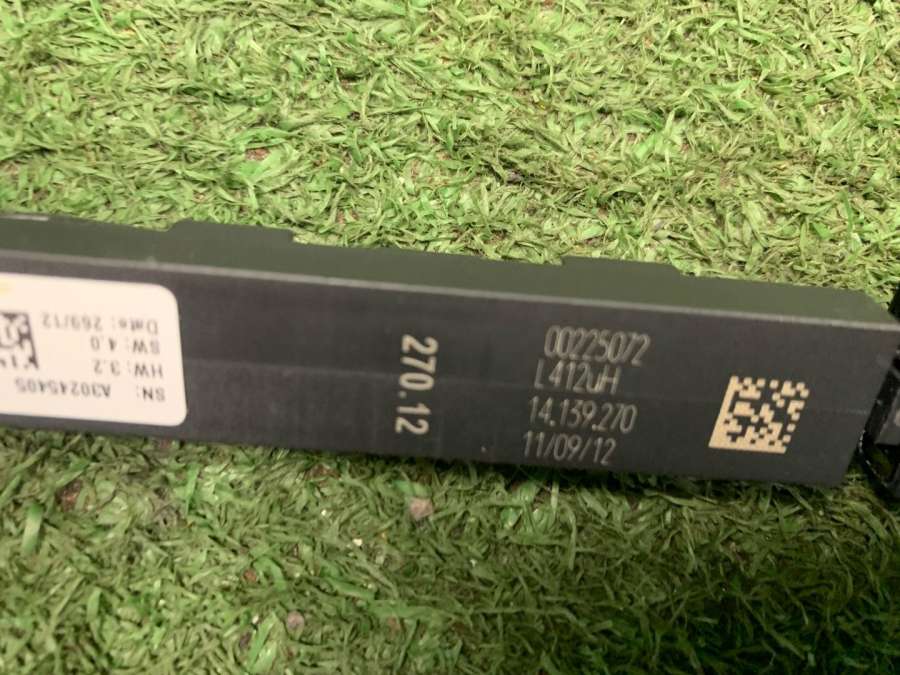 SN: A30245405
HW: 3.2
SW: 4.0
Date: 269/12
270.12
00225072
L412uH
14.139.270
11/09/12